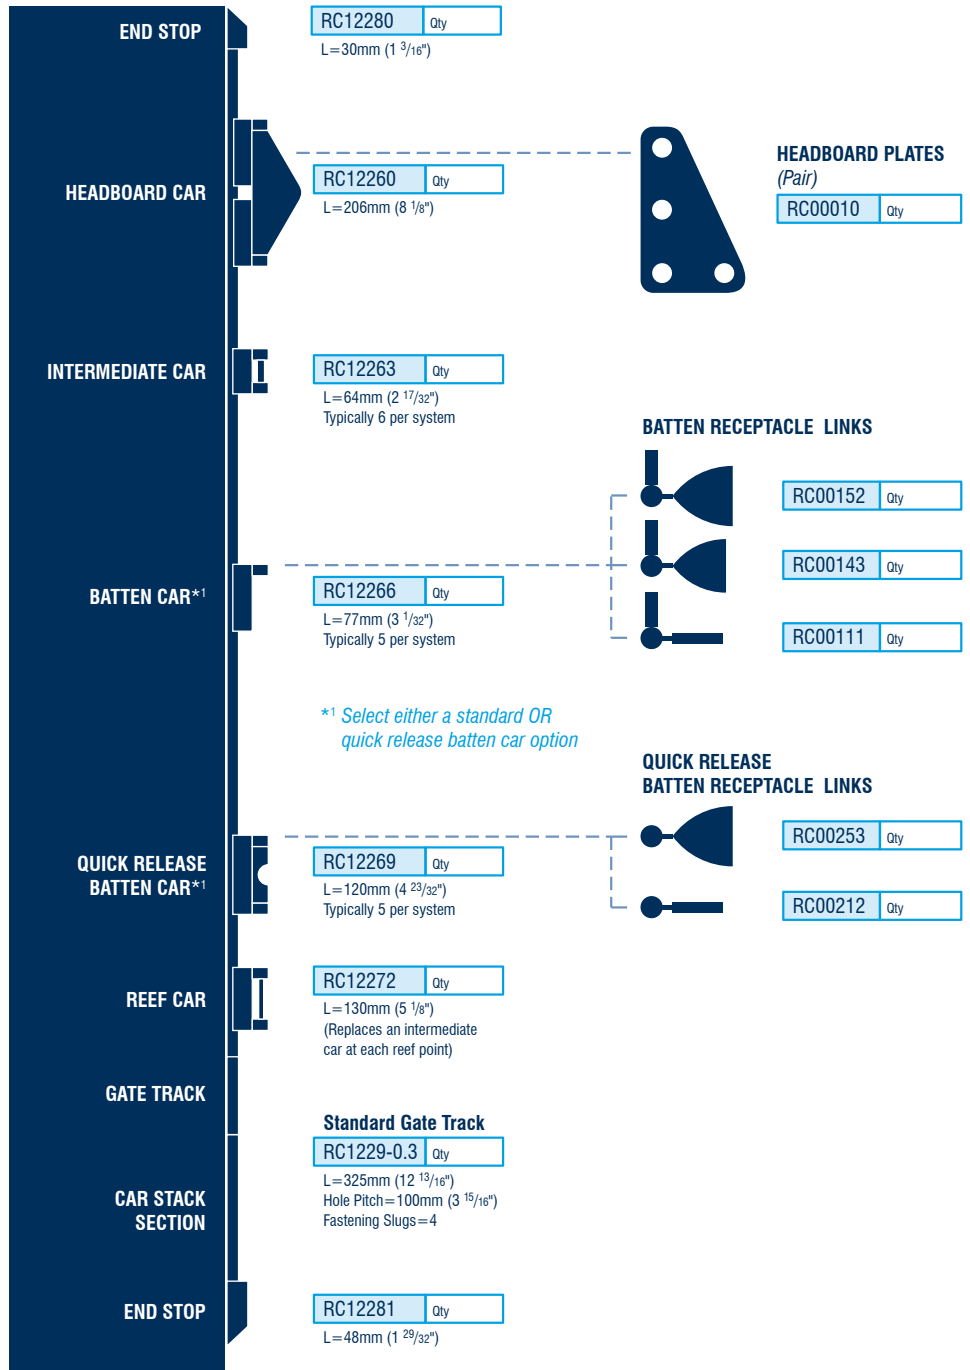 END STOP
RC12280 Qty
L=30mm (1 3/16")
HEADBOARD CAR
RC12260 Qty
L=206mm (8 1/8")
HEADBOARD PLATES
(Pair)
RC00010 Qty
INTERMEDIATE CAR
RC12263 Qty
L=64mm (2 17/32")
Typically 6 per system
BATTEN RECEPTACLE LINKS
RC00152 Qty
RC00143 Qty
RC00111 Qty
BATTEN CAR*1
RC12266 Qty
L=77mm (3 1/32")
Typically 5 per system
*1 Select either a standard OR
quick release batten car option
QUICK RELEASE
BATTEN RECEPTACLE LINKS
RC00253 Qty
RC00212 Qty
QUICK RELEASE
BATTEN CAR*1
RC12269 Qty
L=120mm (4 23/32")
Typically 5 per system
REEF CAR
RC12272 Qty
L=130mm (5 1/8")
(Replaces an intermediate
car at each reef point)
GATE TRACK
Standard Gate Track
RC1229-0.3 Qty
L=325mm (12 13/16")
Hole Pitch=100mm (3 15/16")
Fastening Slugs=4
CAR STACK
SECTION
END STOP
RC12281 Qty
L=48mm (1 29/32")